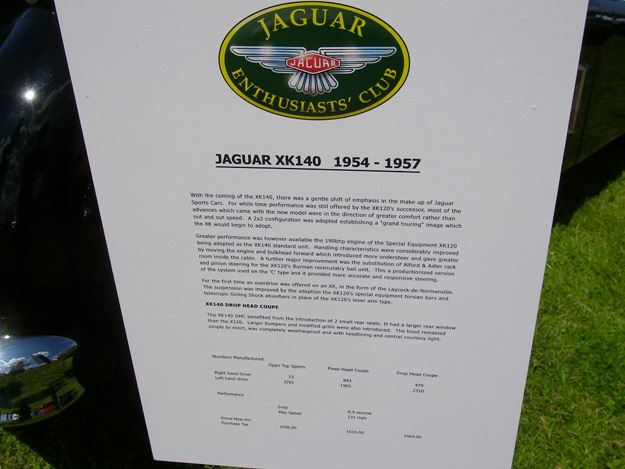 JAGUAR
JAGUAR
ENTHUSIASTS' CLUB
JAGUAR XK140 1954 - 1957
With the coming of the XK140, there was a gentle shift of emphasis in the make up of Jaguar
Sports Cars. For while time performance was still offered by the XK120's successor, most of the
advances which came with the new model were in the direction of greater comfort rather than
out and out speed. A 2x2 configuration was adopted establishing a "grand touring" image which
the XK would begin to adopt.
Greater performance was however available the 190bhp engine of the Special Equipment XK120
being adopted as the XK140 standard unit. Handling characteristics were considerably improved
by moving the engine and bulkhead forward which introduced more understeer and gave greater
room inside the cabin. A further major improvement was the substitution of Alford & Adler rack
and pinion steering for the XK120's Burman recirculatry ball unit. This a productionized version
of the system used on the 'C' type and it provided more accurate and responsive steering.
For the first time an overdrive was offered on an XK, in the form of the Laycock-de-Normanville.
The suspension was improved by the adaption the XK120's special equipment torsian bars and
telescopic Girling Shock absorbers in place of the XK120's lever arm type.
XK140 DROP HEAD COUPE
The XK140 DHC benefited from the introduction of 2 small rear seats. It had a larger rear window
than the X120. Larger bumpers and modified grille were also introduced. The hood remained
simple to erect, was completely weatherproof and with headlining and central courtesy light.
Numbers Manufactured
Open Top Sports Fixed Head Coupe Drop Head Coupe
Right hand Drive 73 843 479
Left hand drive 3281 1965 2310
Performance
0-60 8.4 second
Max Speed 131 mph
Prome New Inc.
Purchase Tax 1598.00 1616.00 1664.00